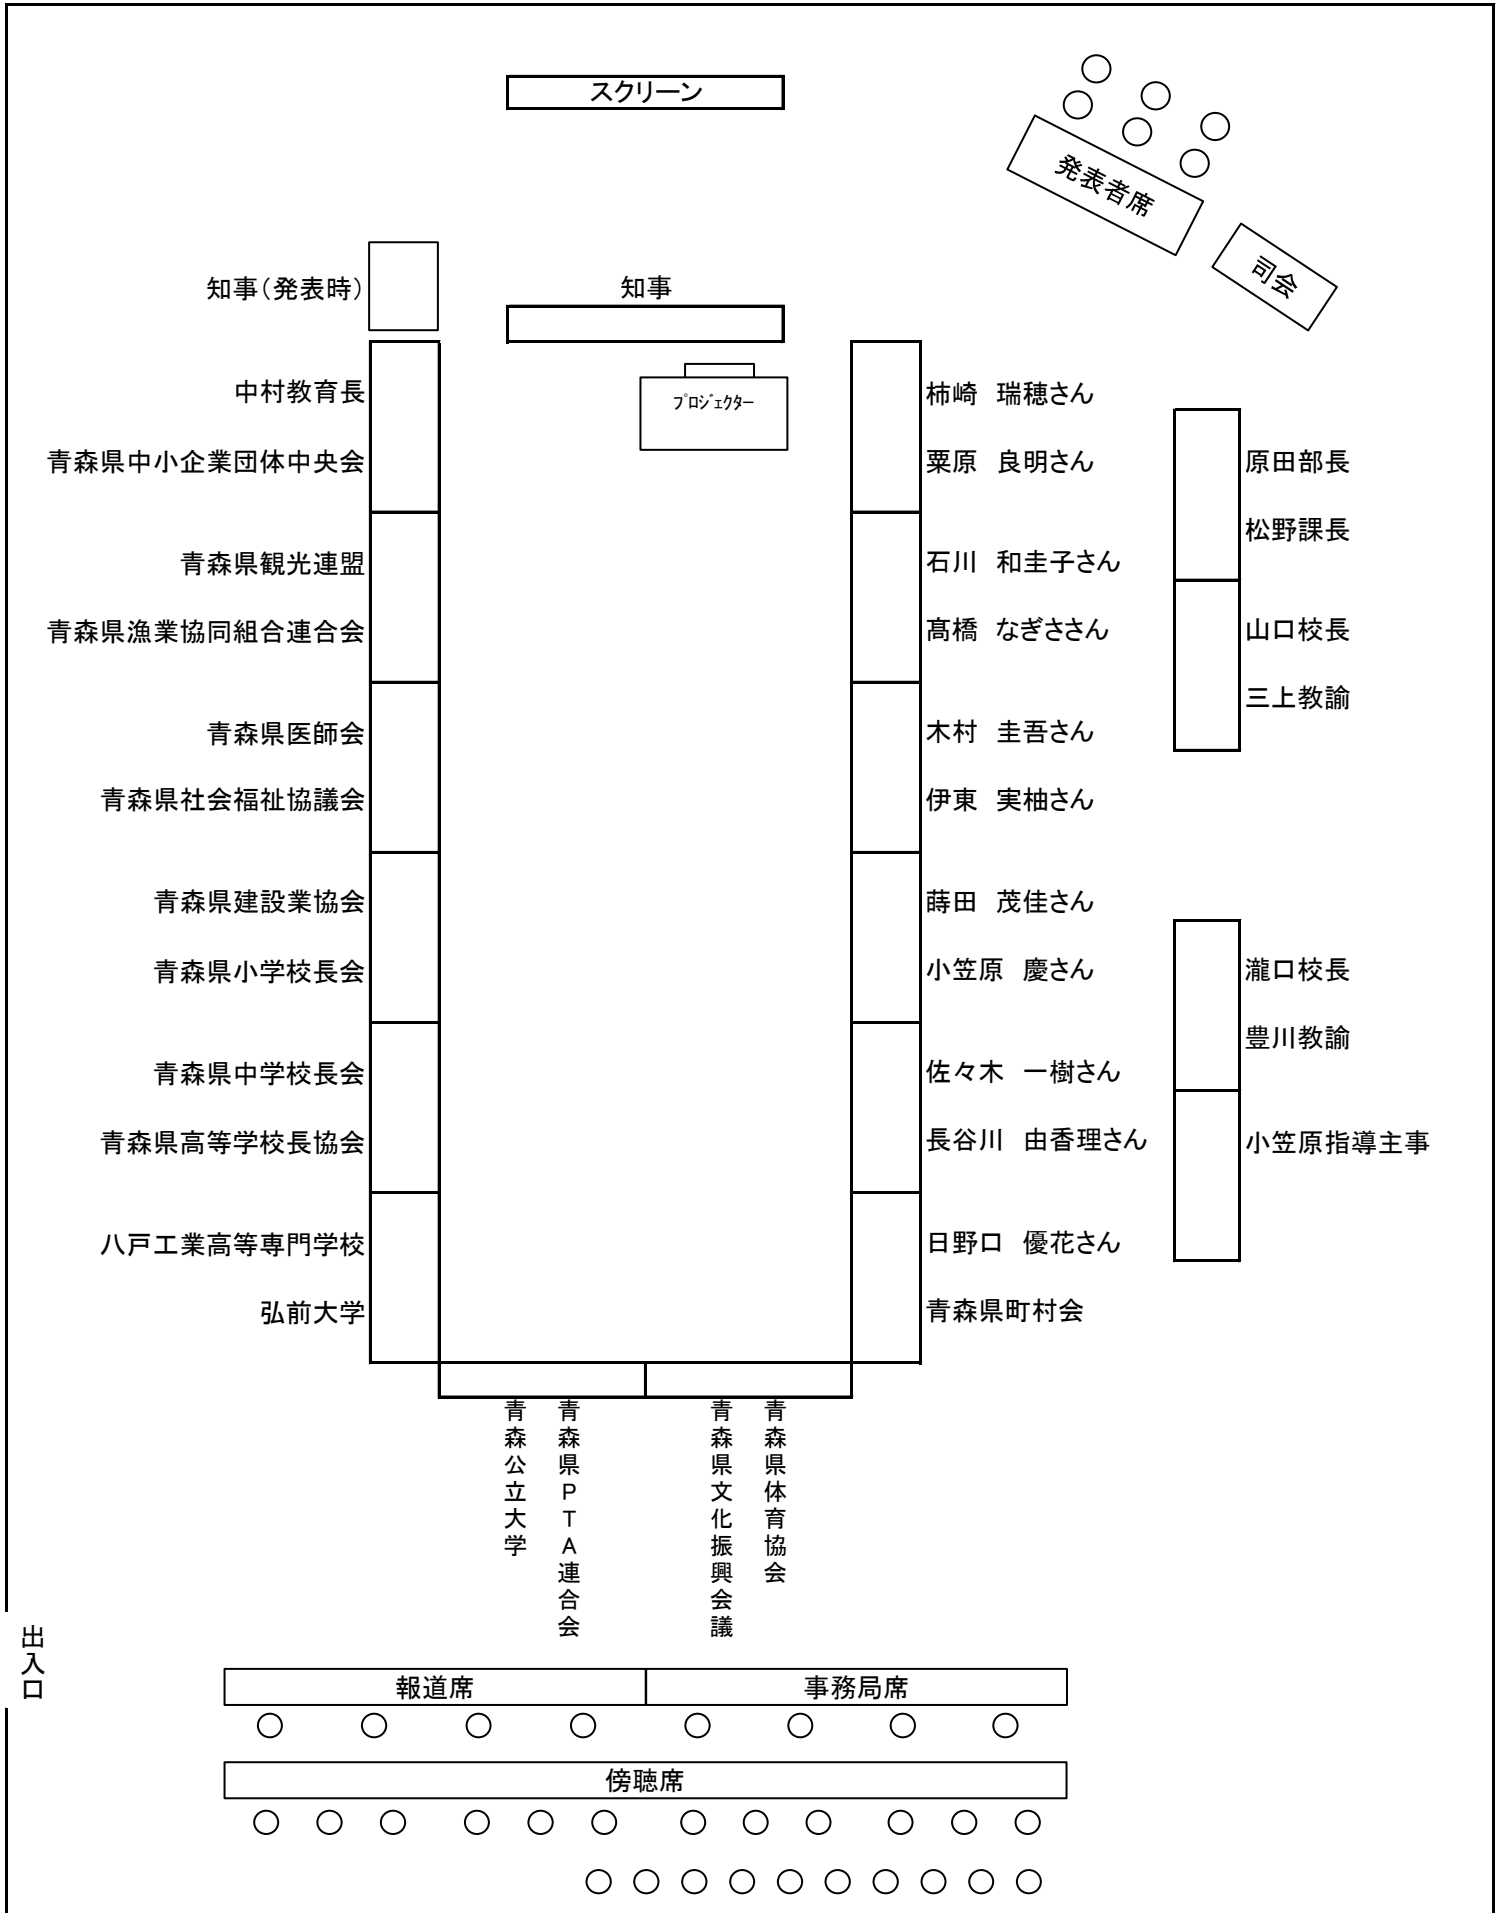 スクリーン
発表者席
司会
知事(発表時)
知事
プロジェクター
中村教育長
青森県中小企業団体中央会
青森県観光連盟
青森県漁業協同組合連合会
青森県医師会
青森県社会福祉協議会
青森県建設業協会
青森県小学校長会
青森県中学校長会
青森県高等学校長協会
八戸工業高等専門学校
弘前大学
柿崎　瑞穂さん
粟原　良明さん
石川　和圭子さん
髙橋　なぎささん
木村　圭吾さん
伊東　実柚さん
蒔田　茂佳さん
小笠原　慶さん
佐々木　一樹さん
長谷川　由香理さん
日野口　優花さん
青森県町村会
原田部長
松野課長
山口校長
三上教諭
瀧口校長
豊川教諭
小笠原指導主事
青森公立大学
青森県PTA連合会
青森県文化振興会議
青森県体育協会
出入口
報道席
事務局席
傍聴席